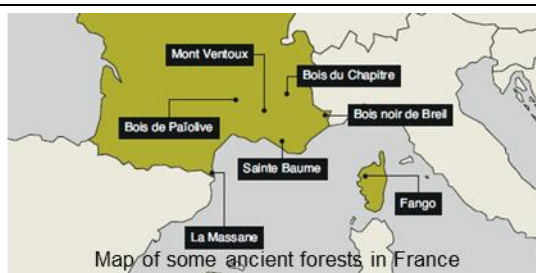 Mont Ventoux
Bois du Chapitre
Bois de Païolive
Bois noir de Breil
Sainte Baume
Fango
La Massane
Map of some ancient forests in France